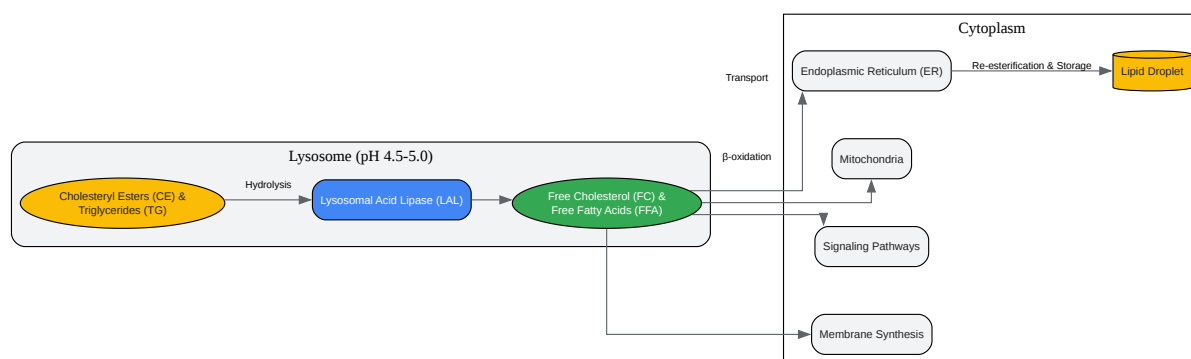 Cytoplasm
Transport
Endoplasmic Reticulum (ER)
Re-esterification & Storage
Lipid Droplet
Lysosome (pH 4.5-5.0)
β-oxidation
Mitochondria
Hydrolysis
Cholesteryl Esters (CE) &
Triglycerides (TG)
Lysosomal Acid Lipase (LAL)
Free Cholesterol (FC) &
Free Fatty Acids (FFA)
Signaling Pathways
Membrane Synthesis